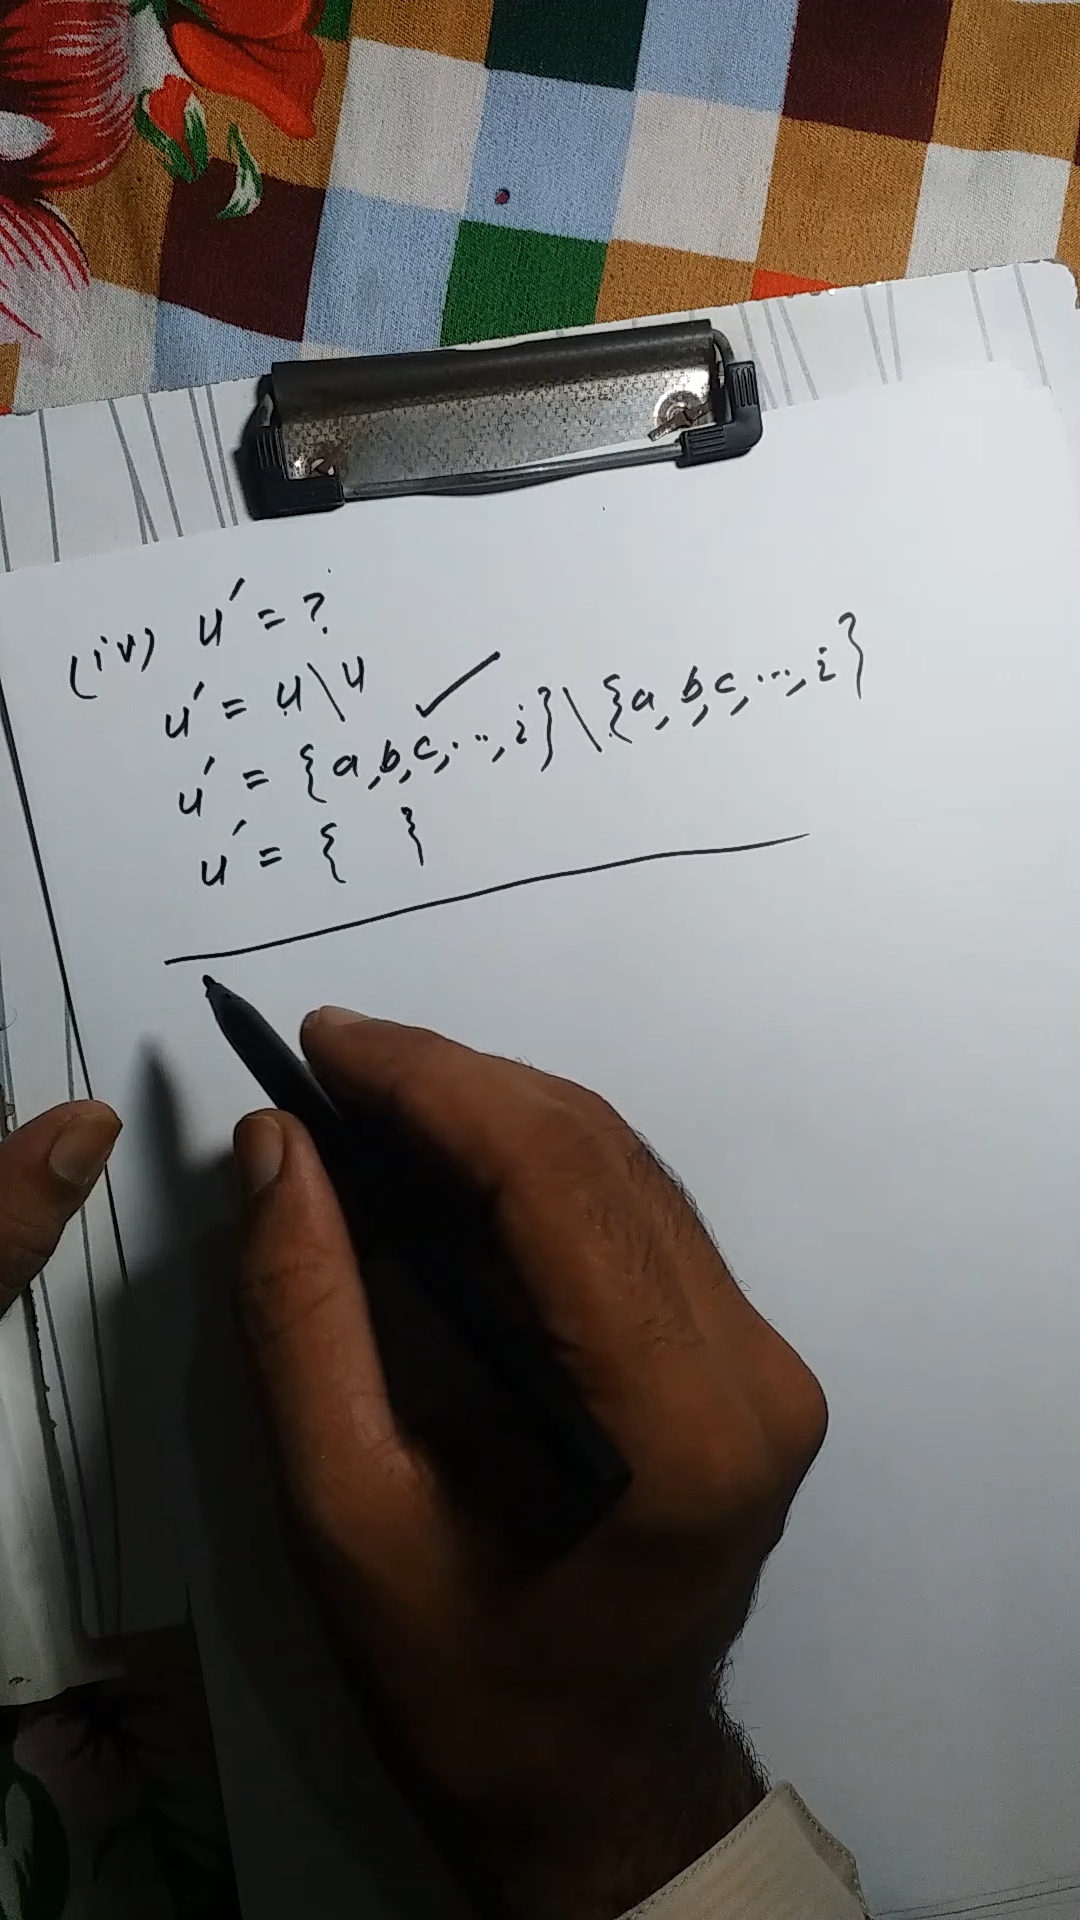 (iv) U′ = ?
U′ = U \ U ✓
U′ = {a,b,c,...,i} \ {a,b,c,...,i}
U′ = { }